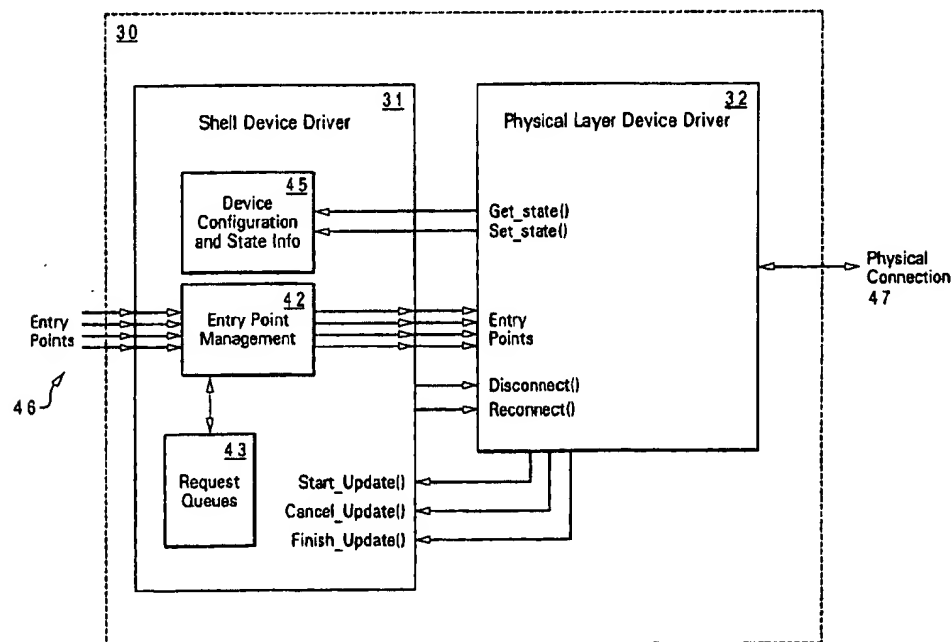 30
31
Shell Device Driver
32
Physical Layer Device Driver
45
Device
Configuration
and State Info
Get_state()
Set_state()
Physical
Connection
47
42
Entry Point
Management
Entry
Points
Entry
Points
46
Disconnect()
Reconnect()
43
Request
Queues
Start_Update()
Cancel_Update()
Finish_Update()